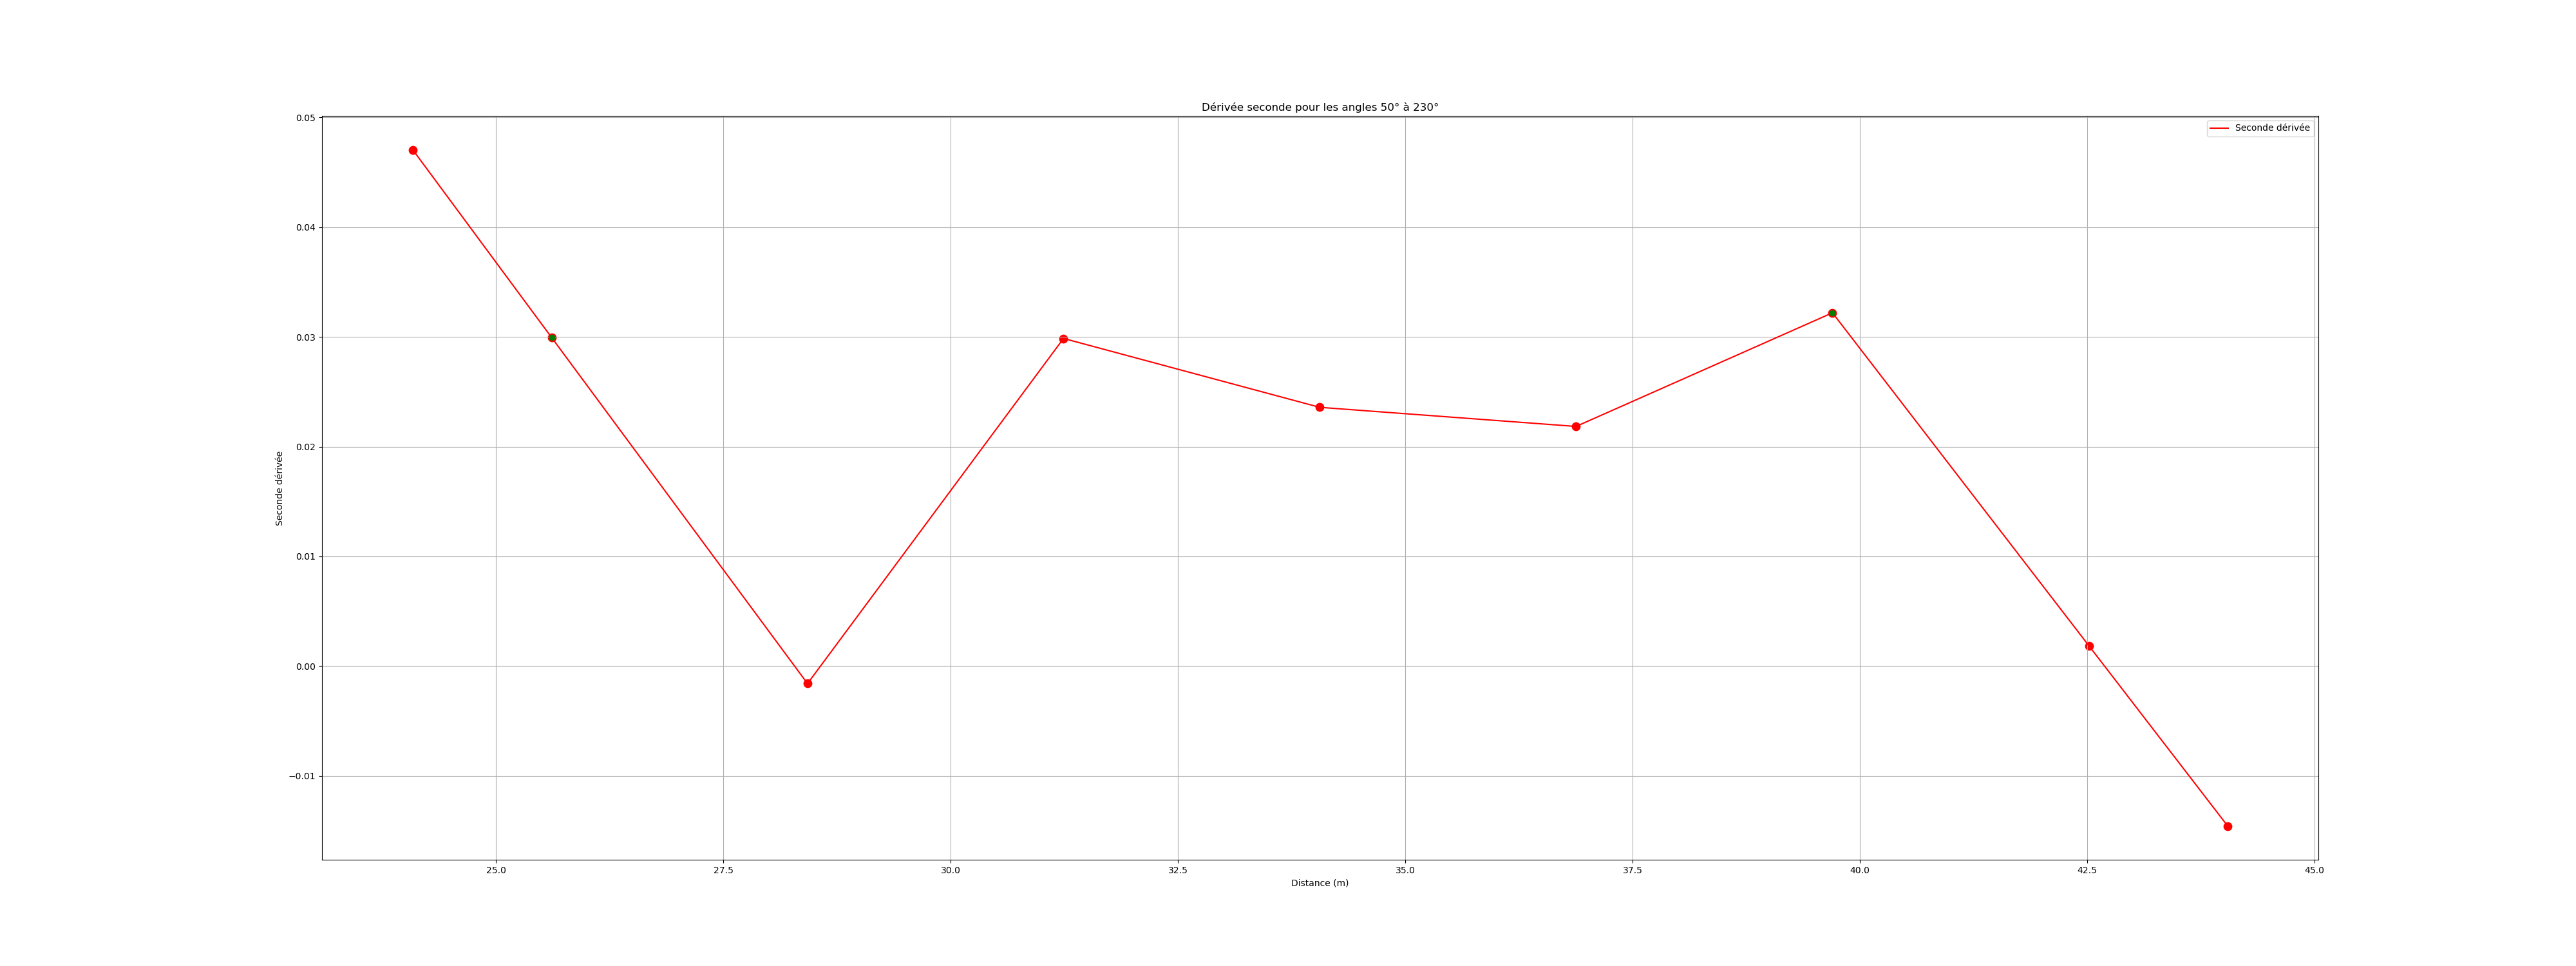 Dérivée seconde pour les angles 50° à 230°
Seconde dérivée
0.05
0.04
0.03
0.02
0.01
0.00
−0.01
Seconde dérivée
25.0 27.5 30.0 32.5 35.0 37.5 40.0 42.5 45.0
Distance (m)